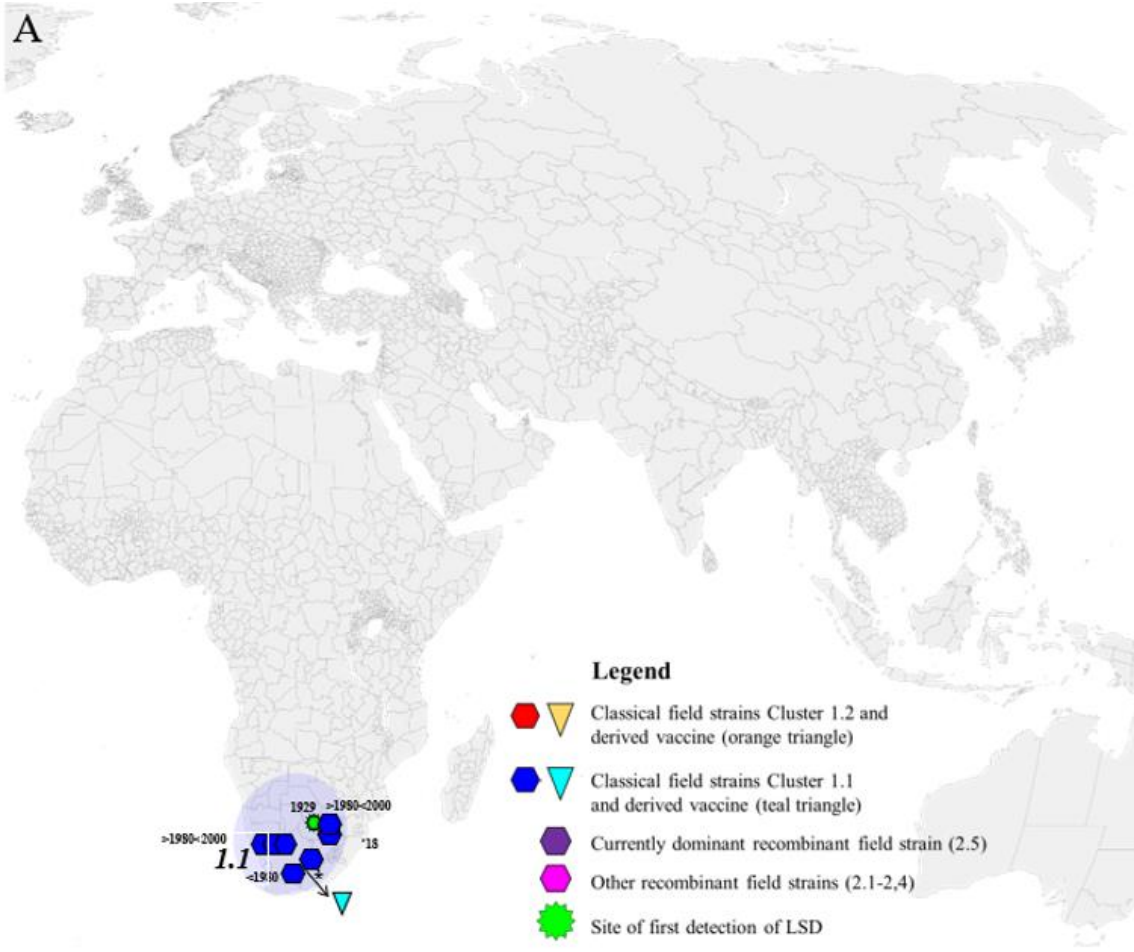 A
Legend
Classical field strains Cluster 1.2 and
derived vaccine (orange triangle)
Classical field strains Cluster 1.1
and derived vaccine (teal triangle)
Currently dominant recombinant field strain (2.5)
Other recombinant field strains (2.1-2,4)
Site of first detection of LSD
1929
>1980<2000
>1980<2000
'18
1.1
<1980
*